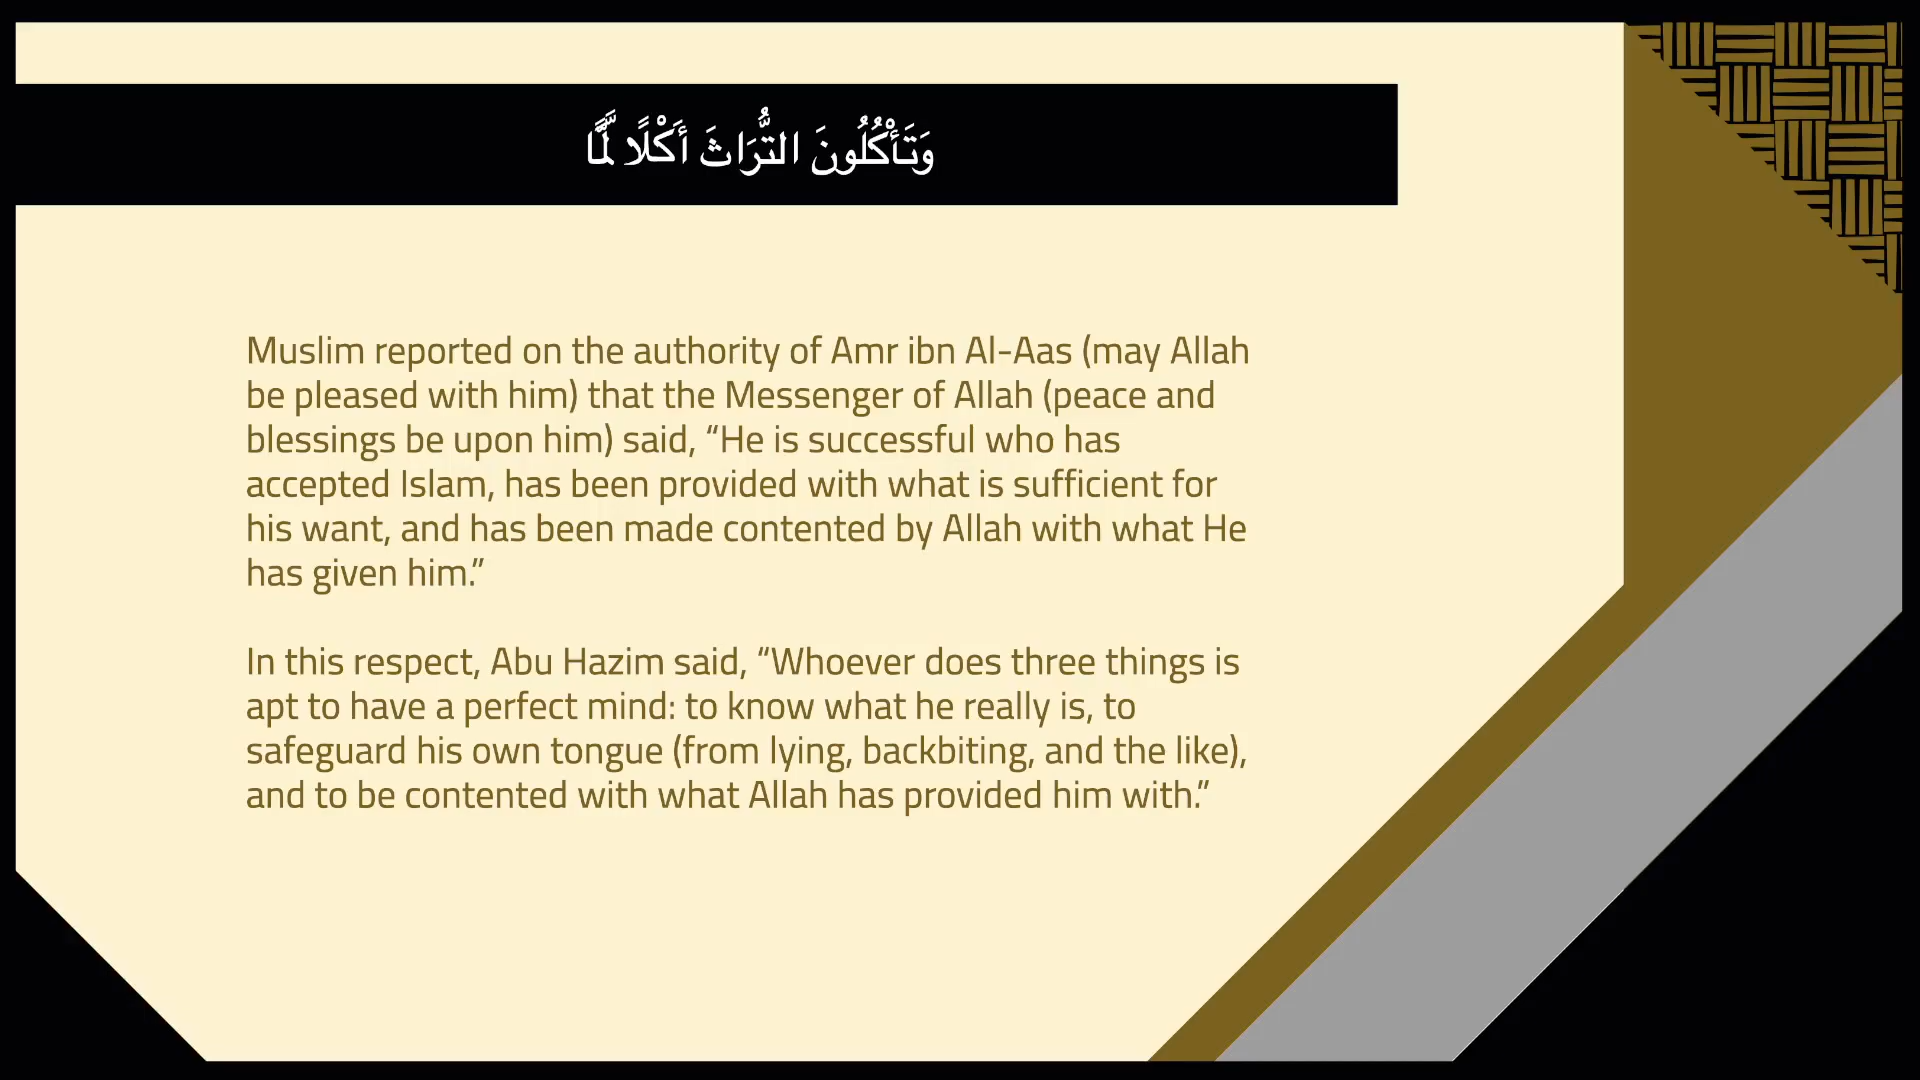 وَتَأْكُلُونَ التُّرَاثَ أَكْلًا لَّمًّا
Muslim reported on the authority of Amr ibn Al-Aas (may Allah
be pleased with him) that the Messenger of Allah (peace and
blessings be upon him) said, “He is successful who has
accepted Islam, has been provided with what is sufficient for
his want, and has been made contented by Allah with what He
has given him.”
In this respect, Abu Hazim said, “Whoever does three things is
apt to have a perfect mind: to know what he really is, to
safeguard his own tongue (from lying, backbiting, and the like),
and to be contented with what Allah has provided him with.”